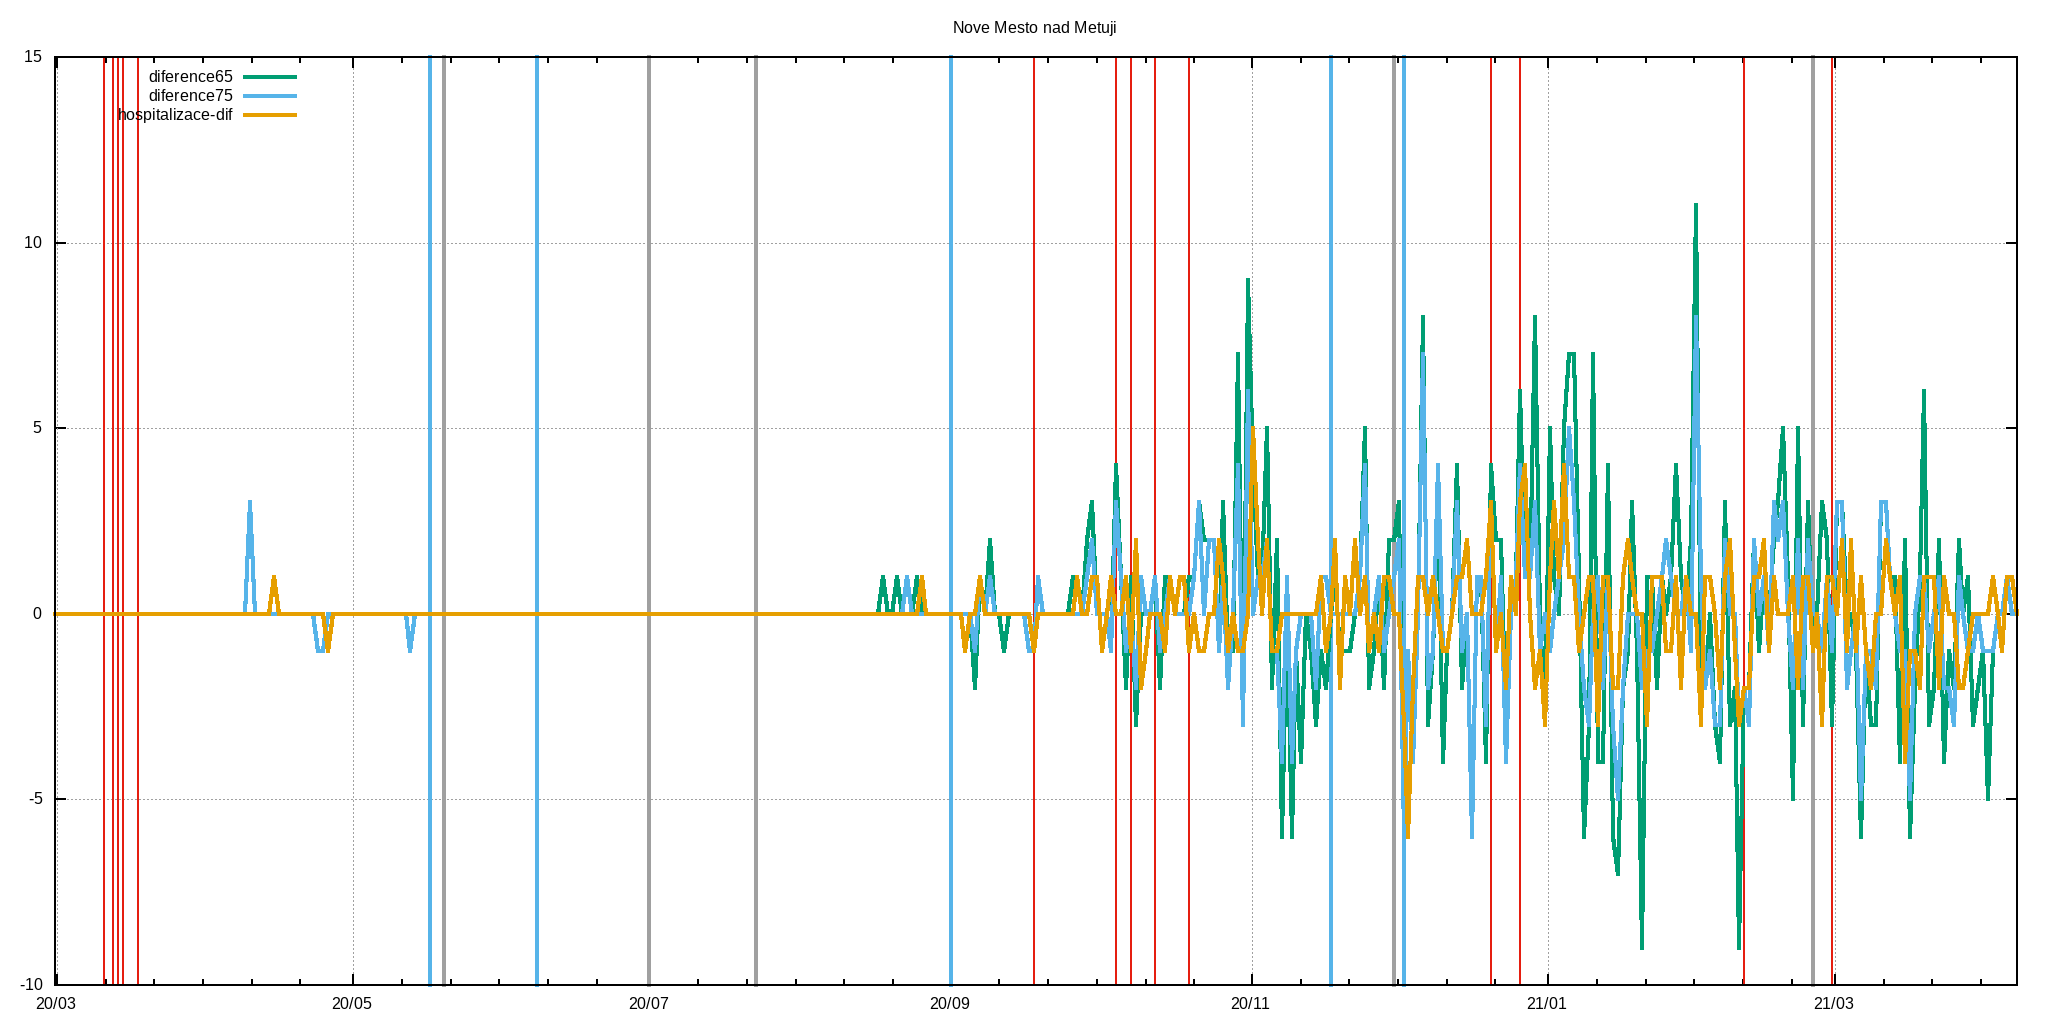 Nove Mesto nad Metuji
15
diference65
diference75
hospitalizace-dif
10
5
0
-5
-10
20/03 20/05 20/07 20/09 20/11 21/01 21/03